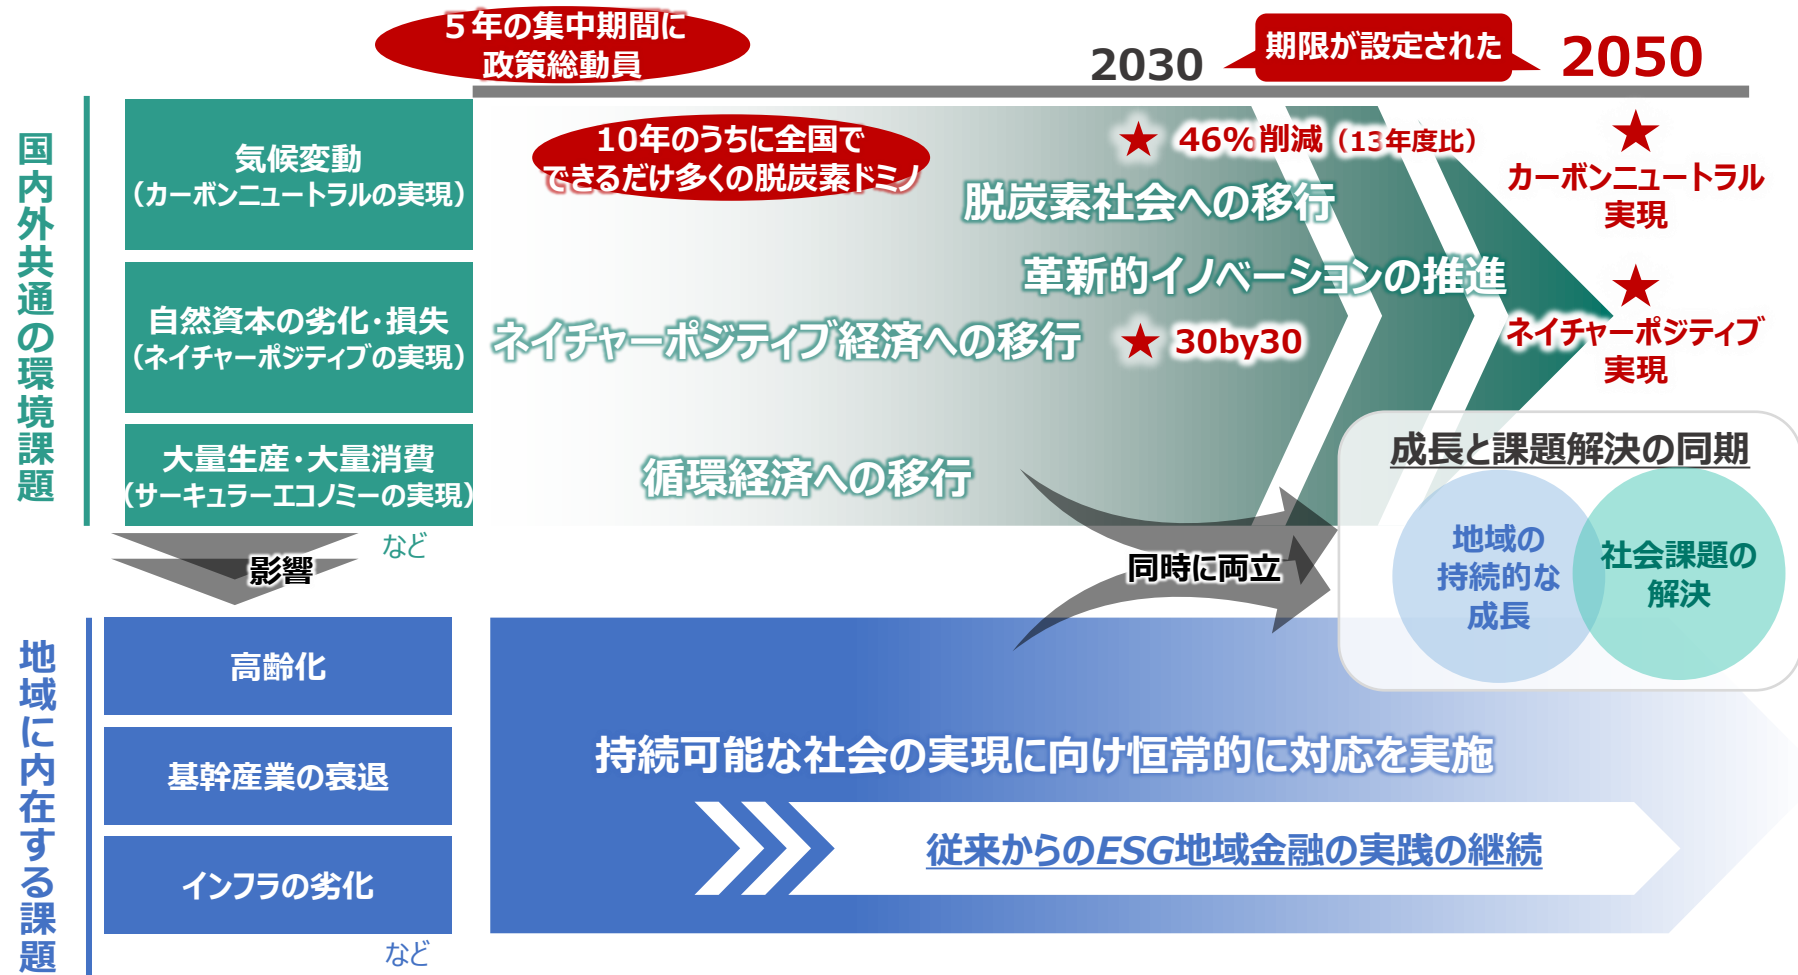 ５年の集中期間に
政策総動員
2030
期限が設定された
2050
国内外共通の環境課題
気候変動
（カーボンニュートラルの実現）
10年のうちに全国で
できるだけ多くの脱炭素ドミノ
46%削減（13年度比）
脱炭素社会への移行
カーボンニュートラル
実現
革新的イノベーションの推進
自然資本の劣化・損失
（ネイチャーポジティブの実現）
ネイチャーポジティブ経済への移行
30by30
ネイチャーポジティブ
実現
大量生産・大量消費
（サーキュラーエコノミーの実現）
循環経済への移行
など
影響
同時に両立
成長と課題解決の同期
地域の
持続的な
成長
社会課題の
解決
地域に内在する課題
高齢化
基幹産業の衰退
インフラの劣化
など
持続可能な社会の実現に向け恒常的に対応を実施
従来からのESG地域金融の実践の継続